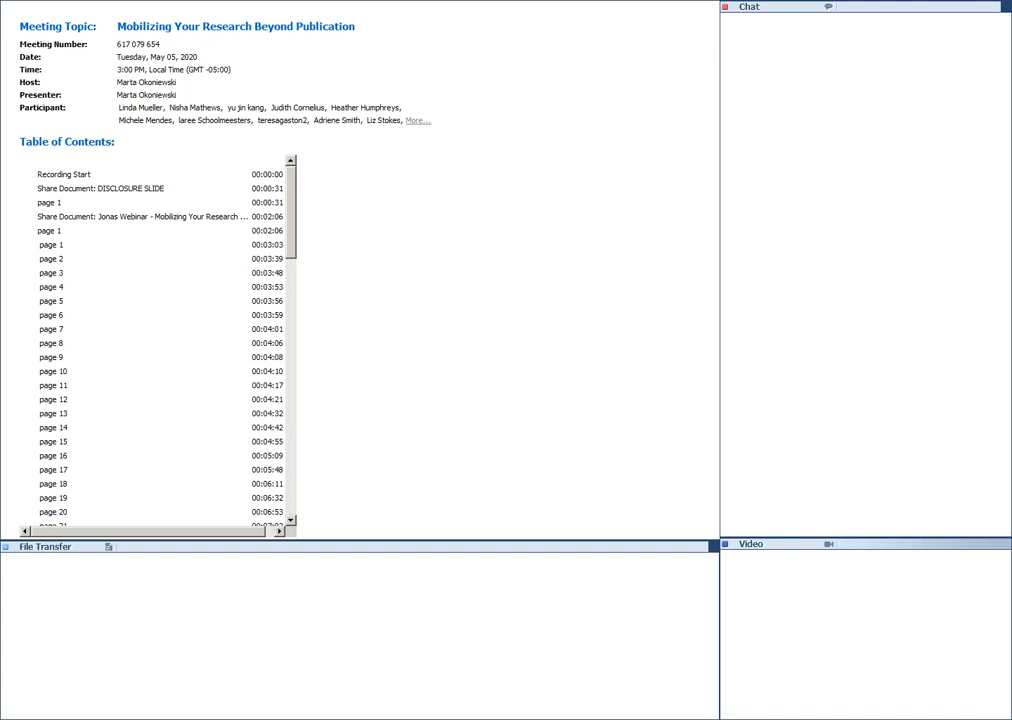 Meeting Topic: Mobilizing Your Research Beyond Publication
Meeting Number: 617 079 654
Date: Tuesday, May 05, 2020
Time: 3:00 PM, Local Time (GMT -05:00)
Host: Marta Okoniewski
Presenter: Marta Okoniewski
Participant: Linda Mueller, Nisha Mathews, yu jin kang, Judith Cornelius, Heather Humphreys,
Michele Mendes, laree Schoolmeesters, teresagaston2, Adriene Smith, Liz Stokes, More...
Table of Contents:
Recording Start 00:00:00
Share Document: DISCLOSURE SLIDE 00:00:31
page 1 00:00:31
Share Document: Jonas Webinar - Mobilizing Your Research ... 00:02:06
page 1 00:02:06
page 1 00:03:03
page 2 00:03:39
page 3 00:03:48
page 4 00:03:53
page 5 00:03:56
page 6 00:03:59
page 7 00:04:01
page 8 00:04:06
page 9 00:04:08
page 10 00:04:10
page 11 00:04:17
page 12 00:04:21
page 13 00:04:32
page 14 00:04:42
page 15 00:04:55
page 16 00:05:09
page 17 00:05:48
page 18 00:06:11
page 19 00:06:32
page 20 00:06:53
page 21
File Transfer
Chat
Video